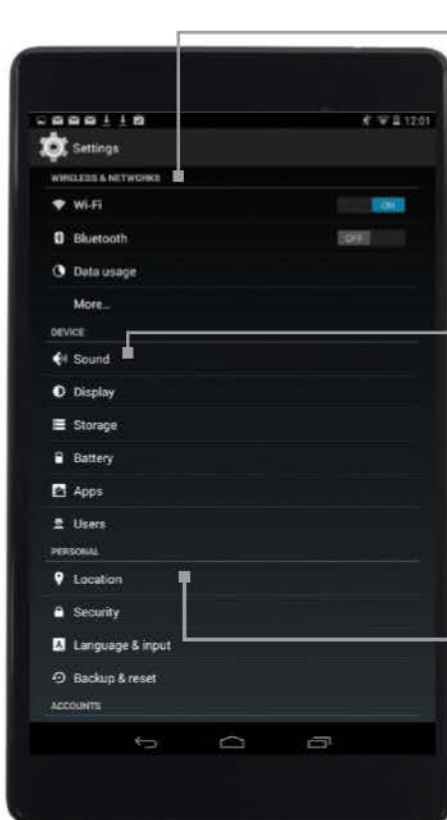 12:01
Settings
WIRELESS & NETWORKS
Wi-Fi ON
Bluetooth OFF
Data usage
More...
DEVICE
Sound
Display
Storage
Battery
Apps
Users
PERSONAL
Location
Security
A Language & input
Backup & reset
ACCOUNTS